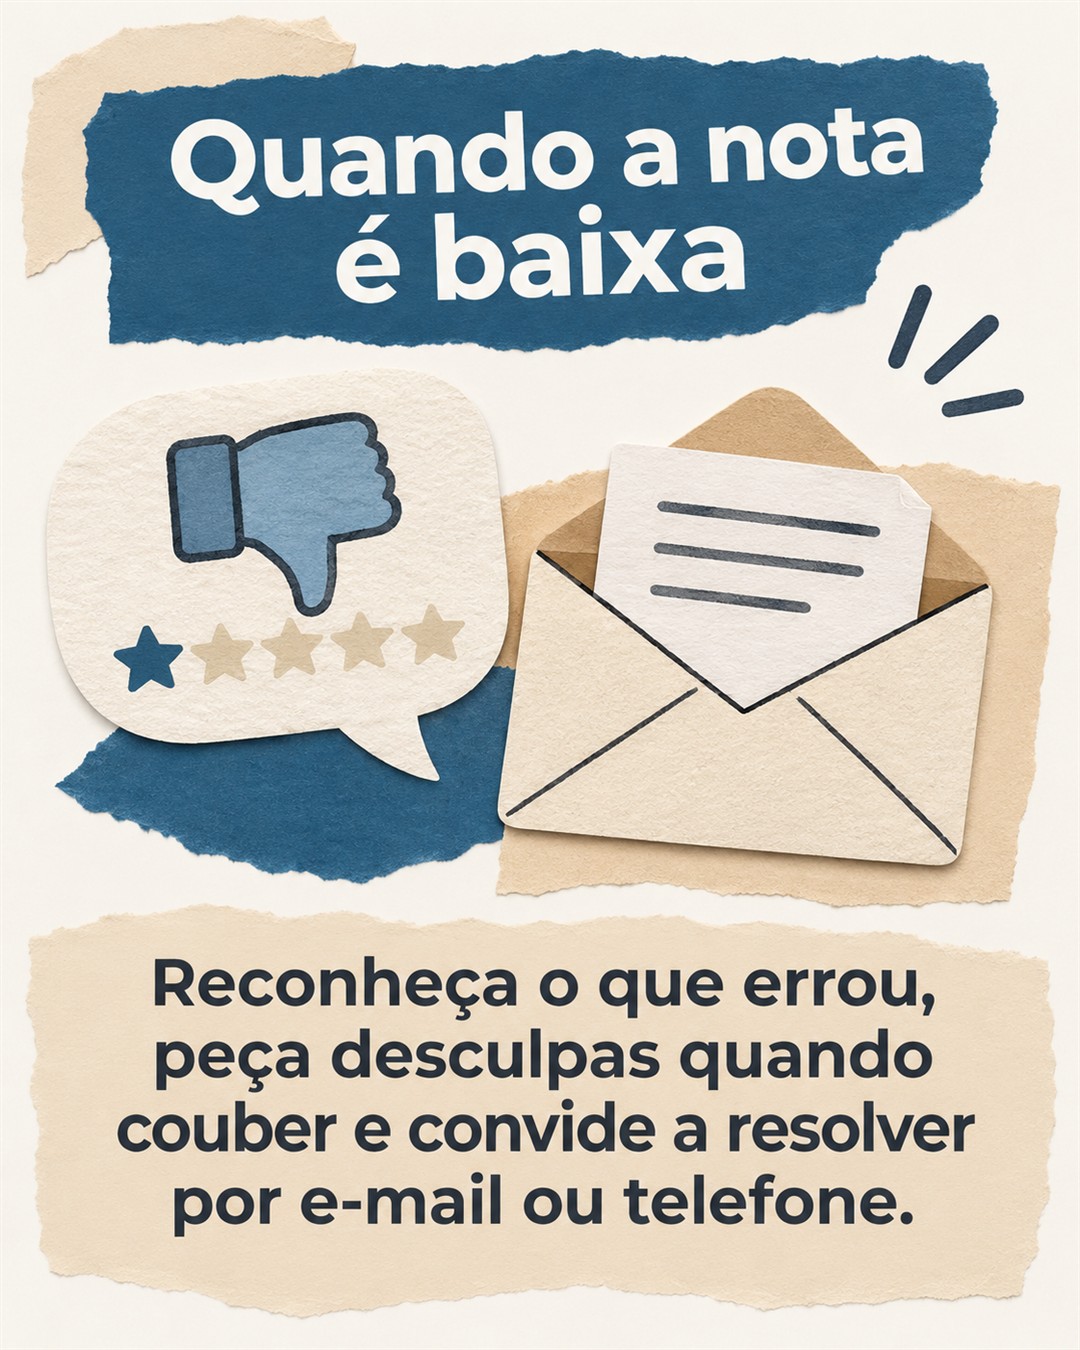 Quando a nota
é baixa
Reconheça o que errou,
peça desculpas quando
couber e convide a resolver
por e-mail ou telefone.